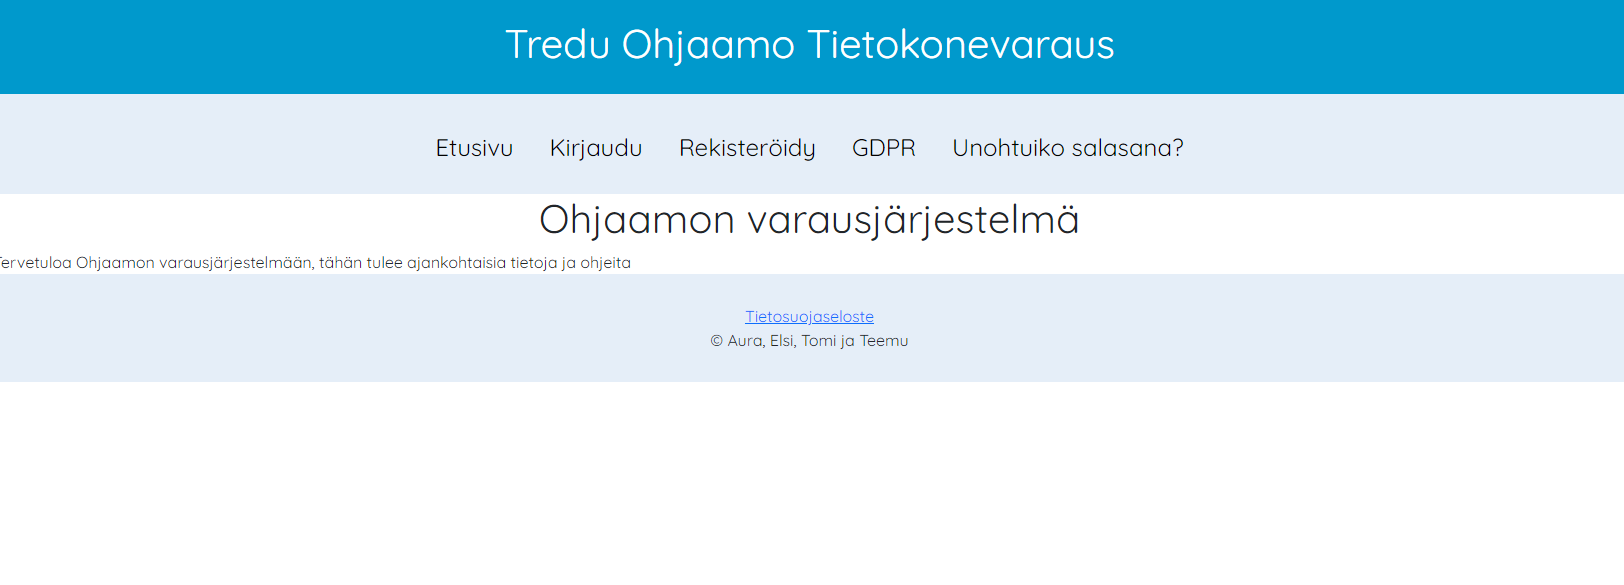 Tredu Ohjaamo Tietokonevaraus
Etusivu Kirjaudu Rekisteröidy GDPR Unohtuiko salasana?
Ohjaamon varausjärjestelmä
Tervetuloa Ohjaamon varausjärjestelmään, tähän tulee ajankohtaisia tietoja ja ohjeita
Tietosuojaseloste
© Aura, Elsi, Tomi ja Teemu